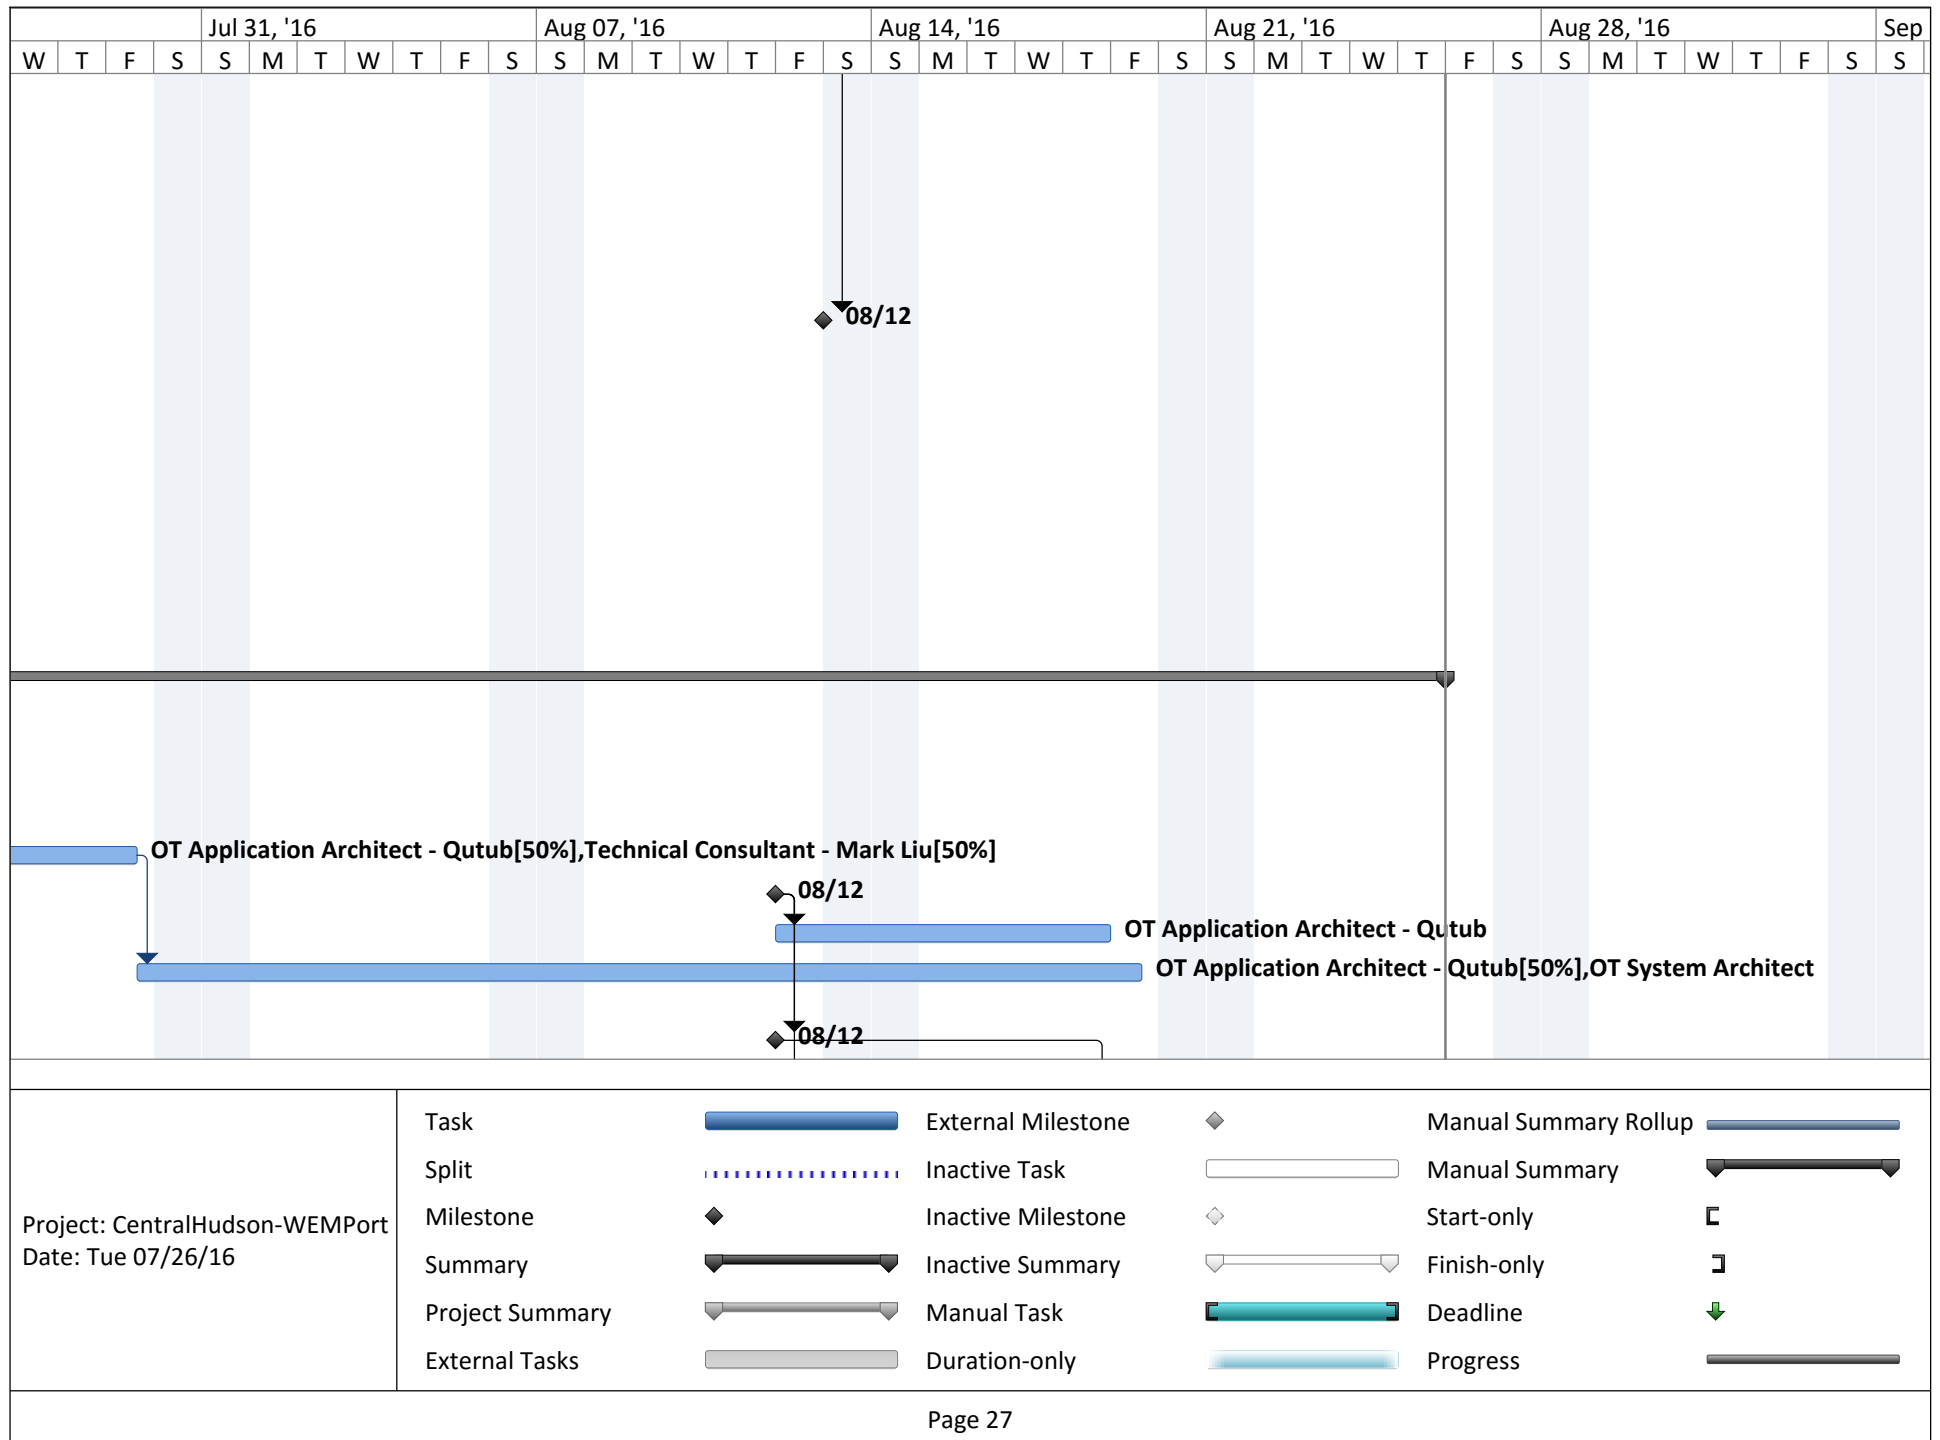 Jul 31, '16 Aug 07, '16 Aug 14, '16 Aug 21, '16 Aug 28, '16 Sep
W T F S S M T W T F S S M T W T F S S M T W T F S S M T W T F S S M T W T F S S
08/12
OT Application Architect - Qutub[50%],Technical Consultant - Mark Liu[50%]
08/12
OT Application Architect - Qutub
OT Application Architect - Qutub[50%],OT System Architect
08/12
Project: CentralHudson-WEMPort
Date: Tue 07/26/16
Task
Split
Milestone
Summary
Project Summary
External Tasks
External Milestone
Inactive Task
Inactive Milestone
Inactive Summary
Manual Task
Duration-only
Manual Summary Rollup
Manual Summary
Start-only
Finish-only
Deadline
Progress
Page 27